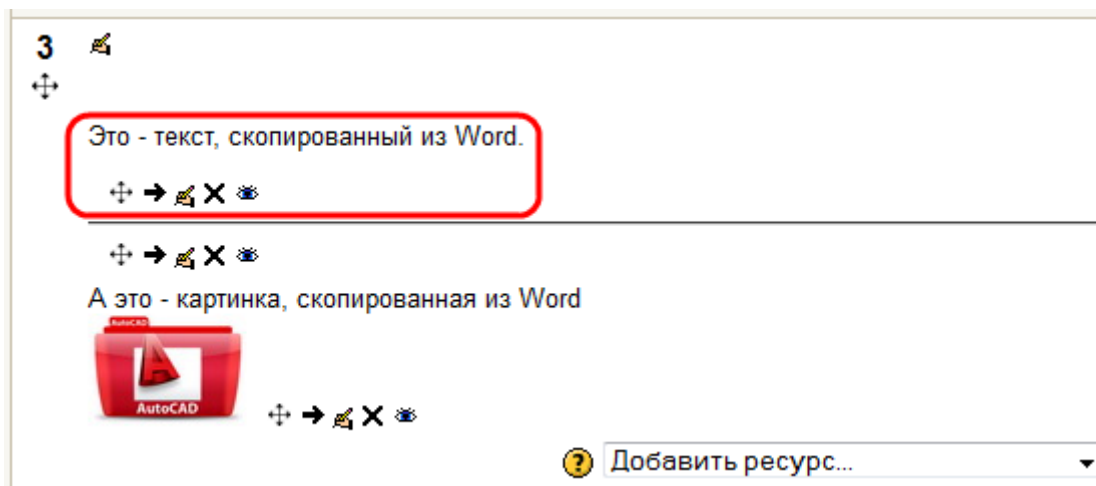 3
Это - текст, скопированный из Word.
А это - картинка, скопированная из Word
AutoCAD
A
AutoCAD
Добавить ресурс...